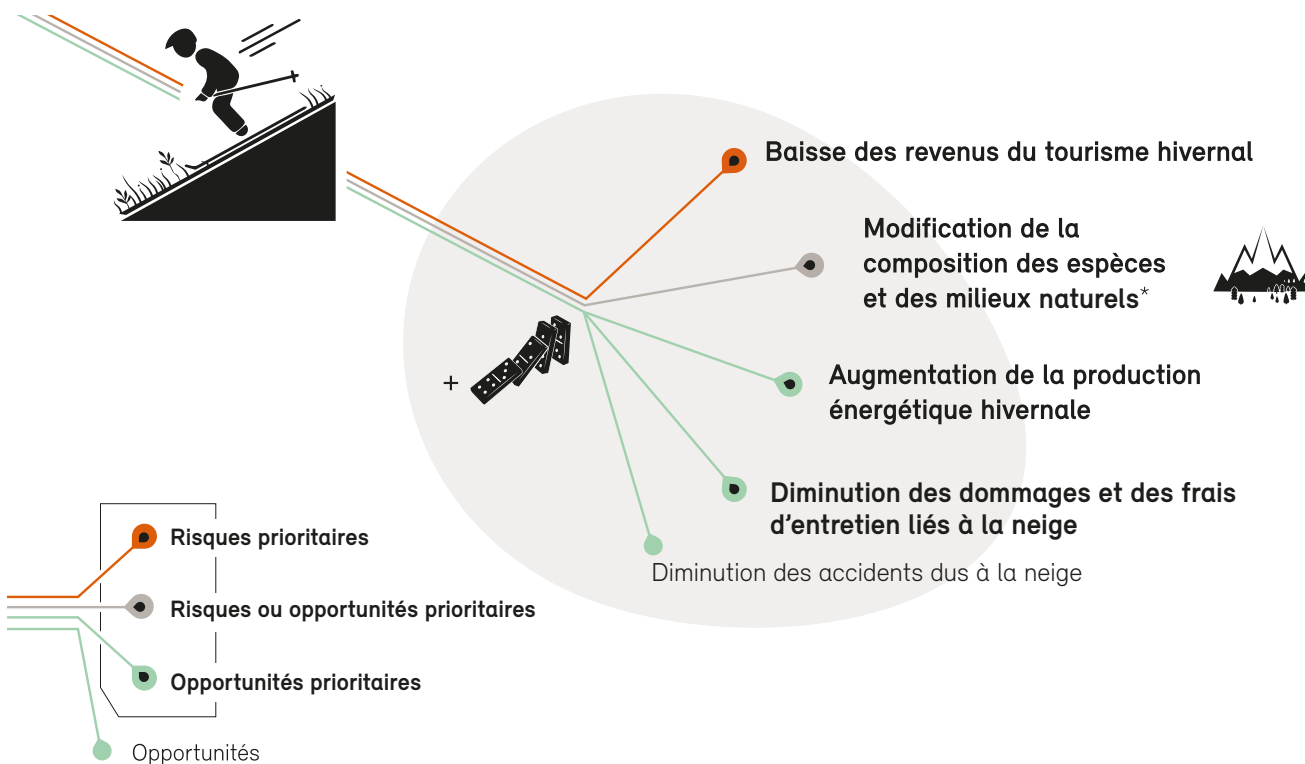 Baisse des revenus du tourisme hivernal
Modification de la
composition des espèces
et des milieux naturels*
Augmentation de la production
énergétique hivernale
+
Diminution des dommages et des frais
d'entretien liés à la neige
Diminution des accidents dus à la neige
Risques prioritaires
Risques ou opportunités prioritaires
Opportunités prioritaires
Opportunités